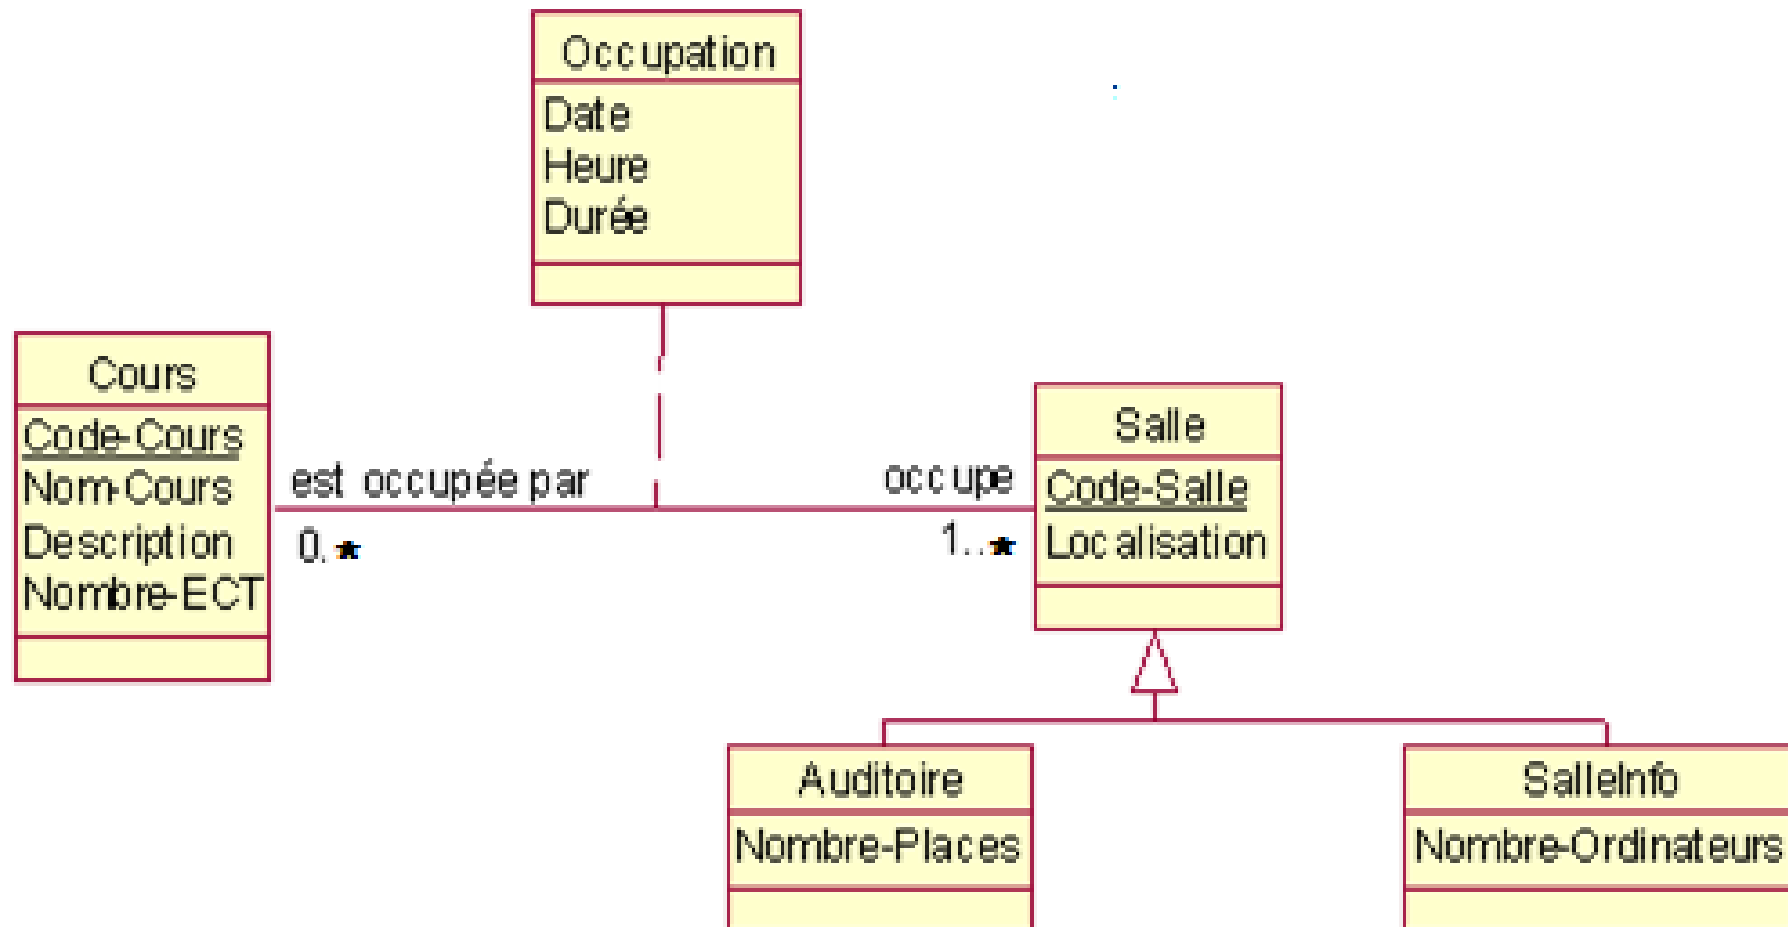 Occupation
Date
Heure
Durée
Cours
Code-Cours
Nom-Cours
Description
Nombre-ECT
est occupée par
0.*
occupe
1..*
Salle
Code-Salle
Localisation
Auditoire
Nombre-Places
SalleInfo
Nombre-Ordinateurs